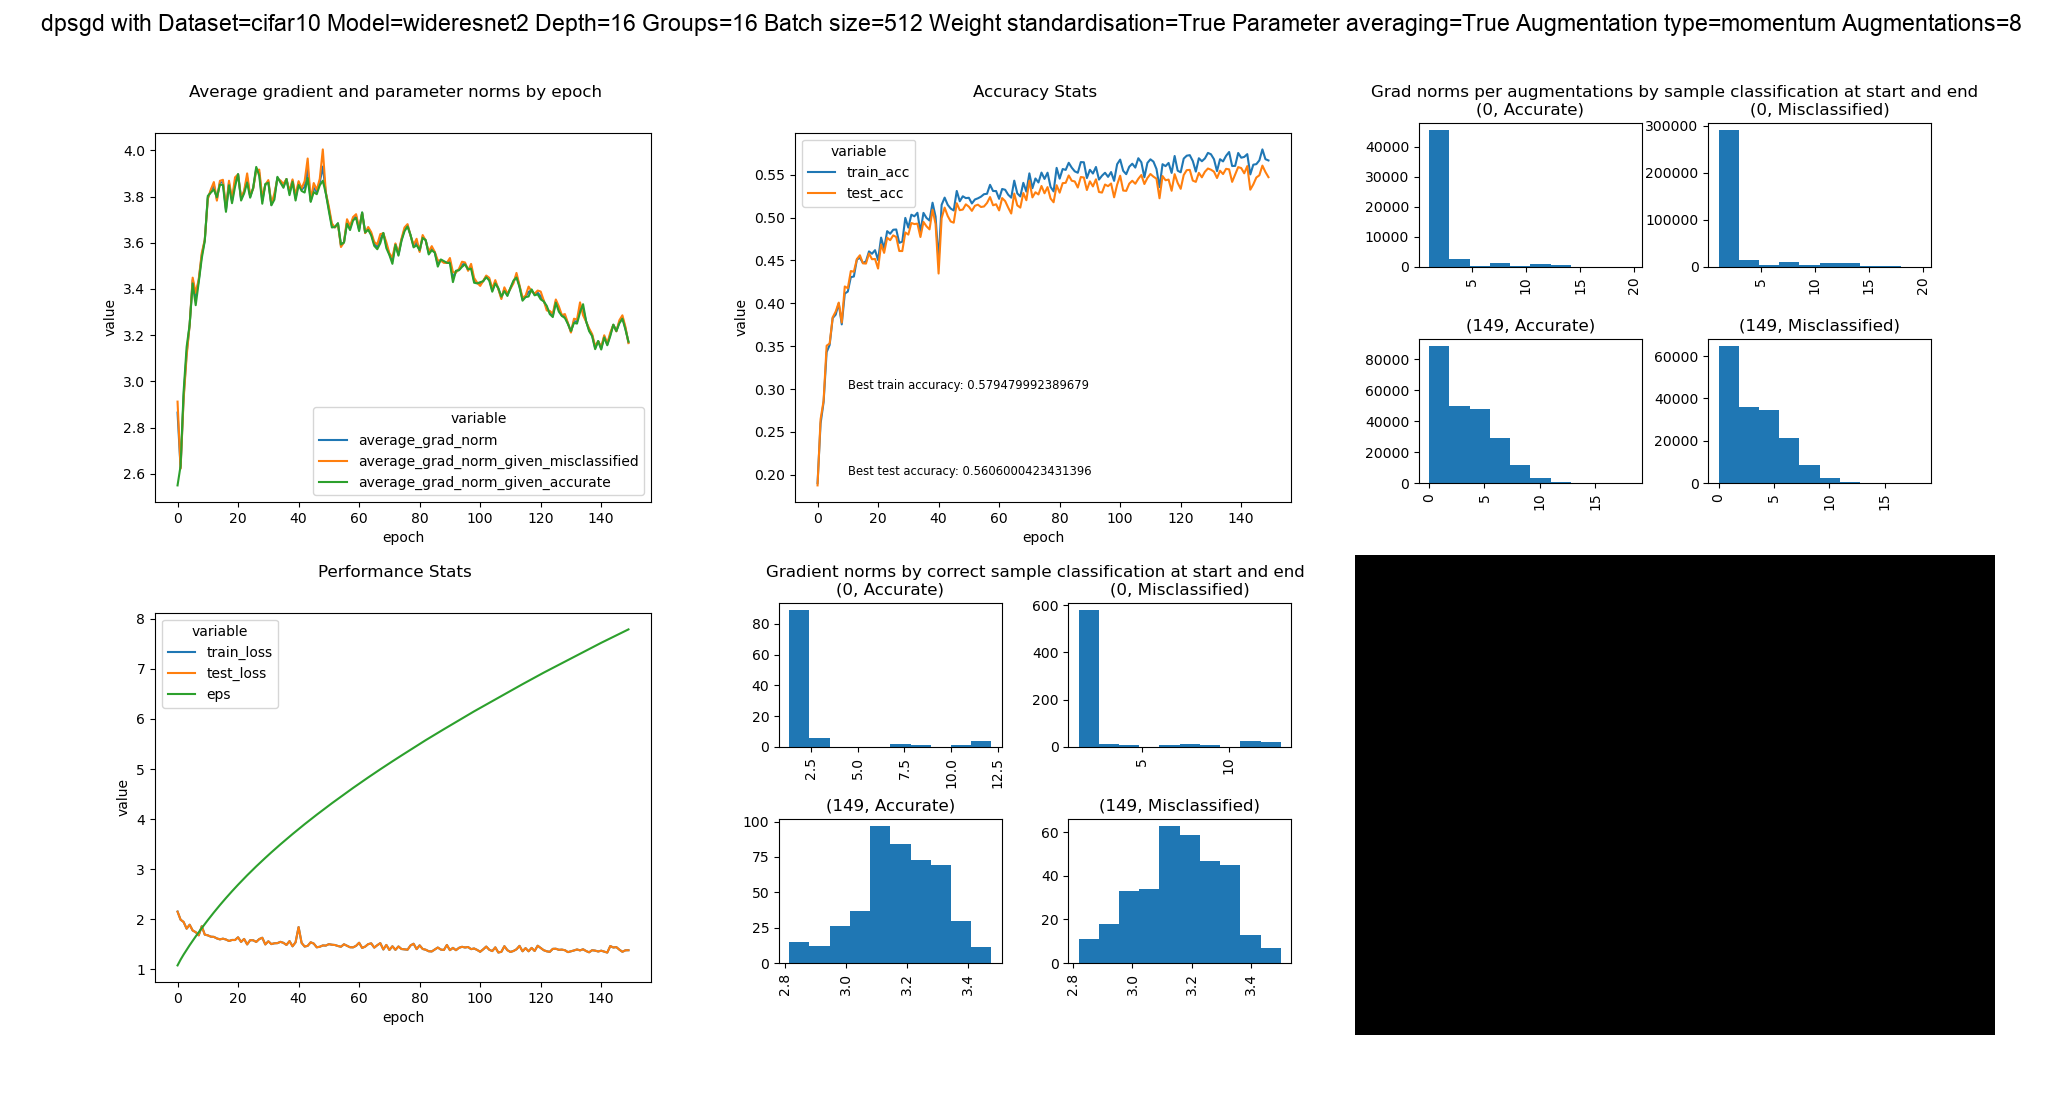 dpsgd with Dataset=cifar10 Model=wideresnet2 Depth=16 Groups=16 Batch size=512 Weight standardisation=True Parameter averaging=True Augmentation type=momentum Augmentations=8
Average gradient and parameter norms by epoch
4.0
3.8
3.6
3.4
3.2
3.0
2.8
2.6
value
variable
average_grad_norm
average_grad_norm_given_misclassified
average_grad_norm_given_accurate
0 20 40 60 80 100 120 140
epoch
Accuracy Stats
variable
train_acc
test_acc
0.55
0.50
0.45
0.40
0.35
0.30
0.25
0.20
value
Best train accuracy: 0.579479992389679
Best test accuracy: 0.5606000423431396
0 20 40 60 80 100 120 140
epoch
Grad norms per augmentations by sample classification at start and end
(0, Accurate)
40000
30000
20000
10000
0
5 10 15 20
(0, Misclassified)
300000
200000
100000
0
5 10 15 20
(149, Accurate)
80000
60000
40000
20000
0
0 5 10 15
(149, Misclassified)
60000
40000
20000
0
0 5 10 15
Performance Stats
8
7
6
5
4
3
2
1
value
variable
train_loss
test_loss
eps
0 20 40 60 80 100 120 140
epoch
Gradient norms by correct sample classification at start and end
(0, Accurate)
80
60
40
20
0
2.5 5.0 7.5 10.0 12.5
(0, Misclassified)
600
400
200
0
5 10
(149, Accurate)
100
75
50
25
0
2.8 3.0 3.2 3.4
(149, Misclassified)
60
40
20
0
2.8 3.0 3.2 3.4